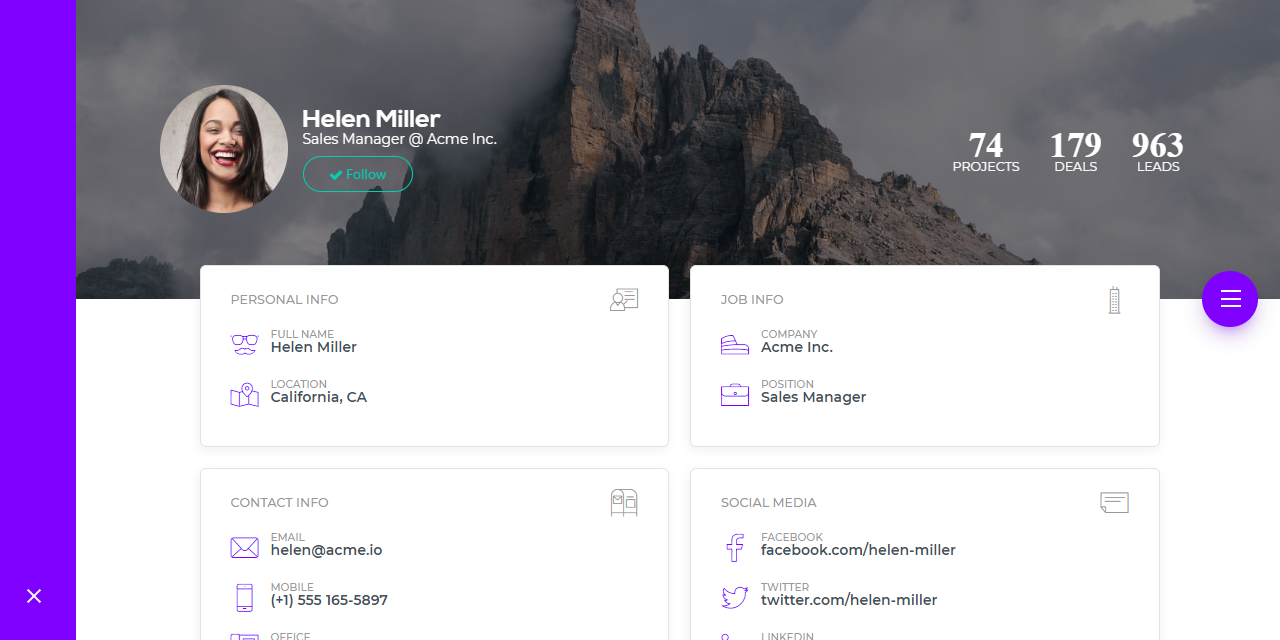 Helen Miller
Sales Manager @ Acme Inc.
Follow
74
PROJECTS
179
DEALS
963
LEADS
PERSONAL INFO
FULL NAME
Helen Miller
LOCATION
California, CA
JOB INFO
COMPANY
Acme Inc.
POSITION
Sales Manager
CONTACT INFO
EMAIL
helen@acme.io
MOBILE
(+1) 555 165-5897
OFFICE
SOCIAL MEDIA
FACEBOOK
facebook.com/helen-miller
TWITTER
twitter.com/helen-miller
LINKEDIN